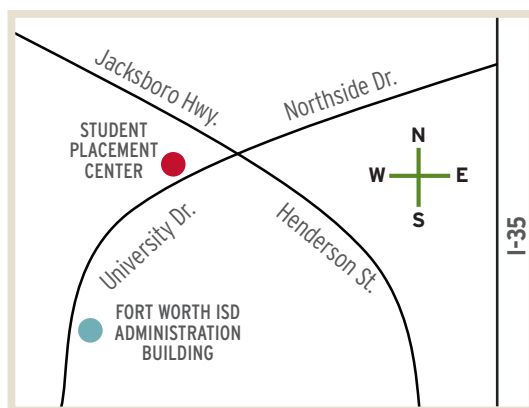 Jacksboro Hwy.
Northside Dr.
STUDENT
PLACEMENT
CENTER
N
W
E
S
University Dr.
Henderson St.
I-35
FORT WORTH ISD
ADMINISTRATION
BUILDING